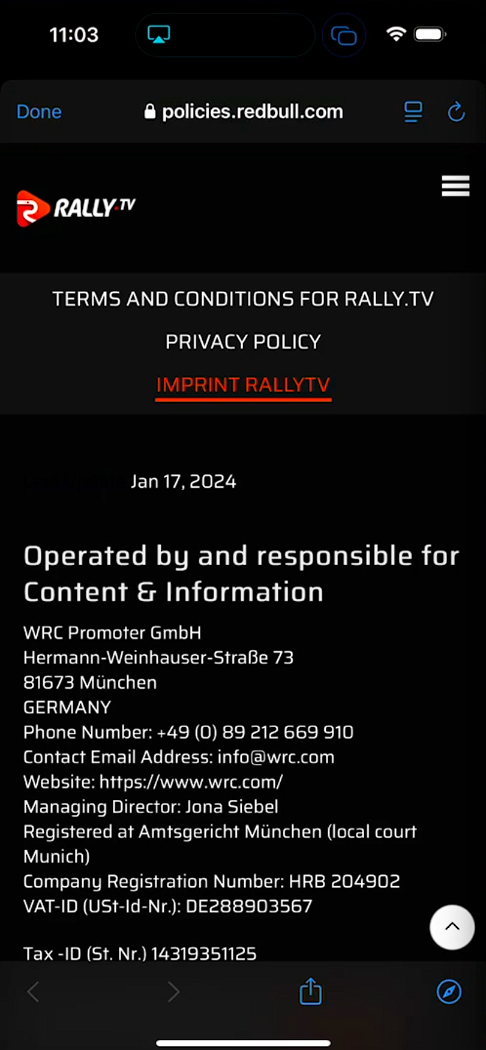 11:03
Done
policies.redbull.com
RALLY.TV
TERMS AND CONDITIONS FOR RALLY.TV
PRIVACY POLICY
IMPRINT RALLYTV
Jan 17, 2024
Operated by and responsible for
Content & Information
WRC Promoter GmbH
Hermann-Weinhauser-Straße 73
81673 München
GERMANY
Phone Number: +49 (0) 89 212 669 910
Contact Email Address: info@wrc.com
Website: https://www.wrc.com/
Managing Director: Jona Siebel
Registered at Amtsgericht München (local court
Munich)
Company Registration Number: HRB 204902
VAT-ID (USt-Id-Nr.): DE288903567
Tax -ID (St. Nr.) 14319351125